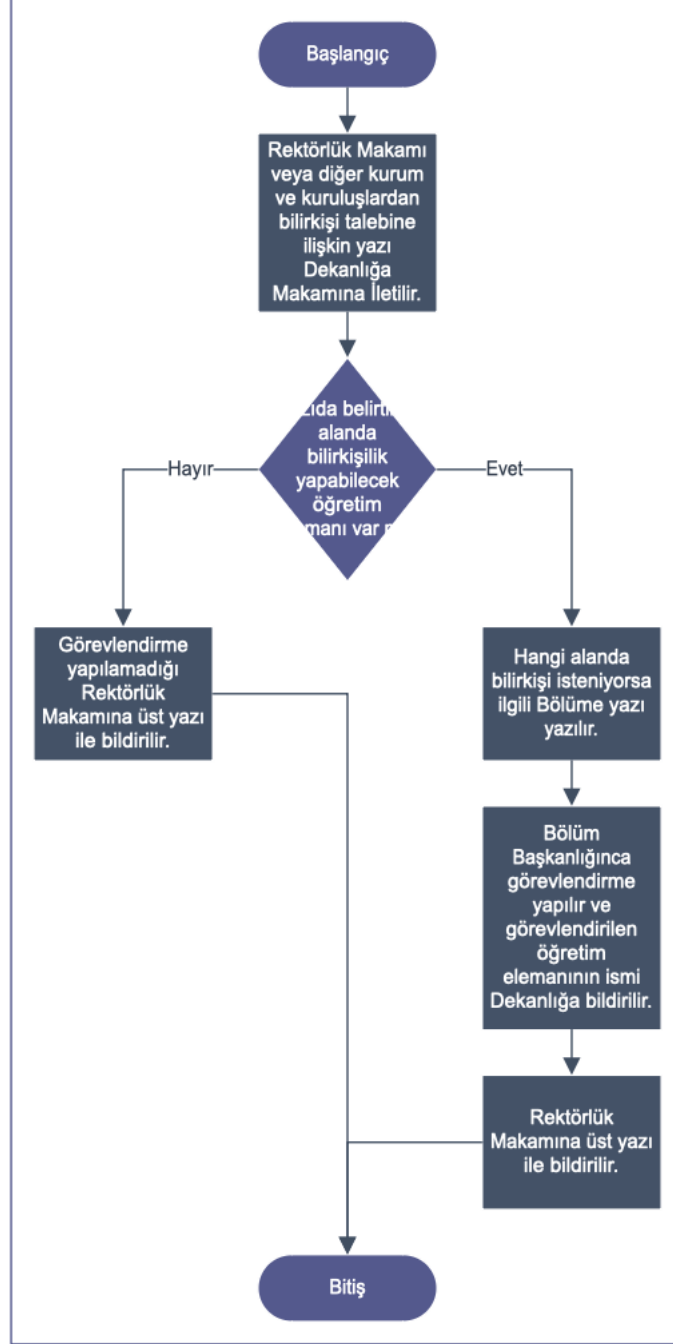 Başlangıç
Rektörlük Makamı
veya diğer kurum
ve kuruluşlardan
bilirkişi talebine
ilişkin yazı
Dekanlığa
Makamına İletilir.
belirti
alanda
bilirkişilik
yapabilecek
öğretim
var
Hayır
Evet
Görevlendirme
yapılamadığı
Rektörlük
Makamına üst yazı
ile bildirilir.
Hangi alanda
bilirkişi isteniyorsa
ilgili Bölüme yazı
yazılır.
Bölüm
Başkanlığınca
görevlendirme
yapılır ve
görevlendirilen
öğretim
elemanının ismi
Dekanlığa bildirilir.
Rektörlük
Makamına üst yazı
ile bildirilir.
Bitiş